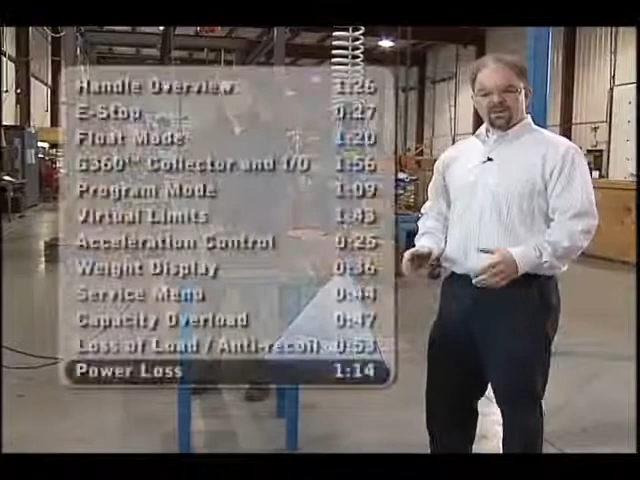 Handle Overview 1:26
E-Stop 0:27
Float Mode 1:20
G360™ Collector and I/O 1:56
Program Mode 1:09
Virtual Limits 1:43
Acceleration Control 0:25
Weight Display 0:36
Service Menu 0:44
Capacity Overload 0:47
Loss of Load / Anti-recoil 0:53
Power Loss 1:14